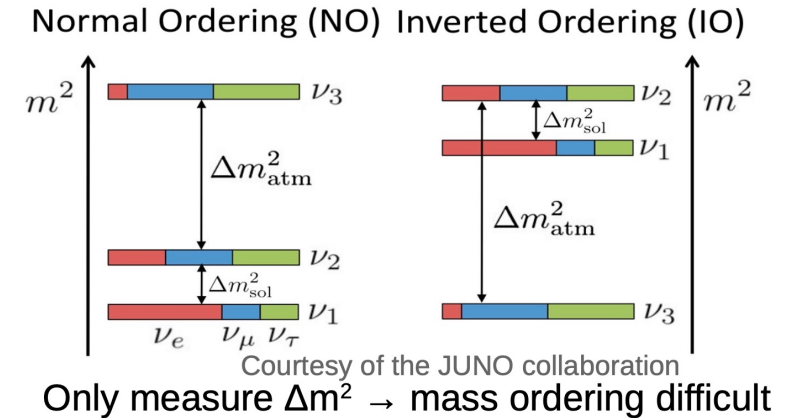 Normal Ordering (NO) Inverted Ordering (IO)
m²
ν₃
Δm²atm
ν₂
Δm²sol
ν₁
νe νμ ντ
ν₂
m²
Δm²sol
ν₁
Δm²atm
ν₃
Courtesy of the JUNO collaboration
Only measure Δm² → mass ordering difficult